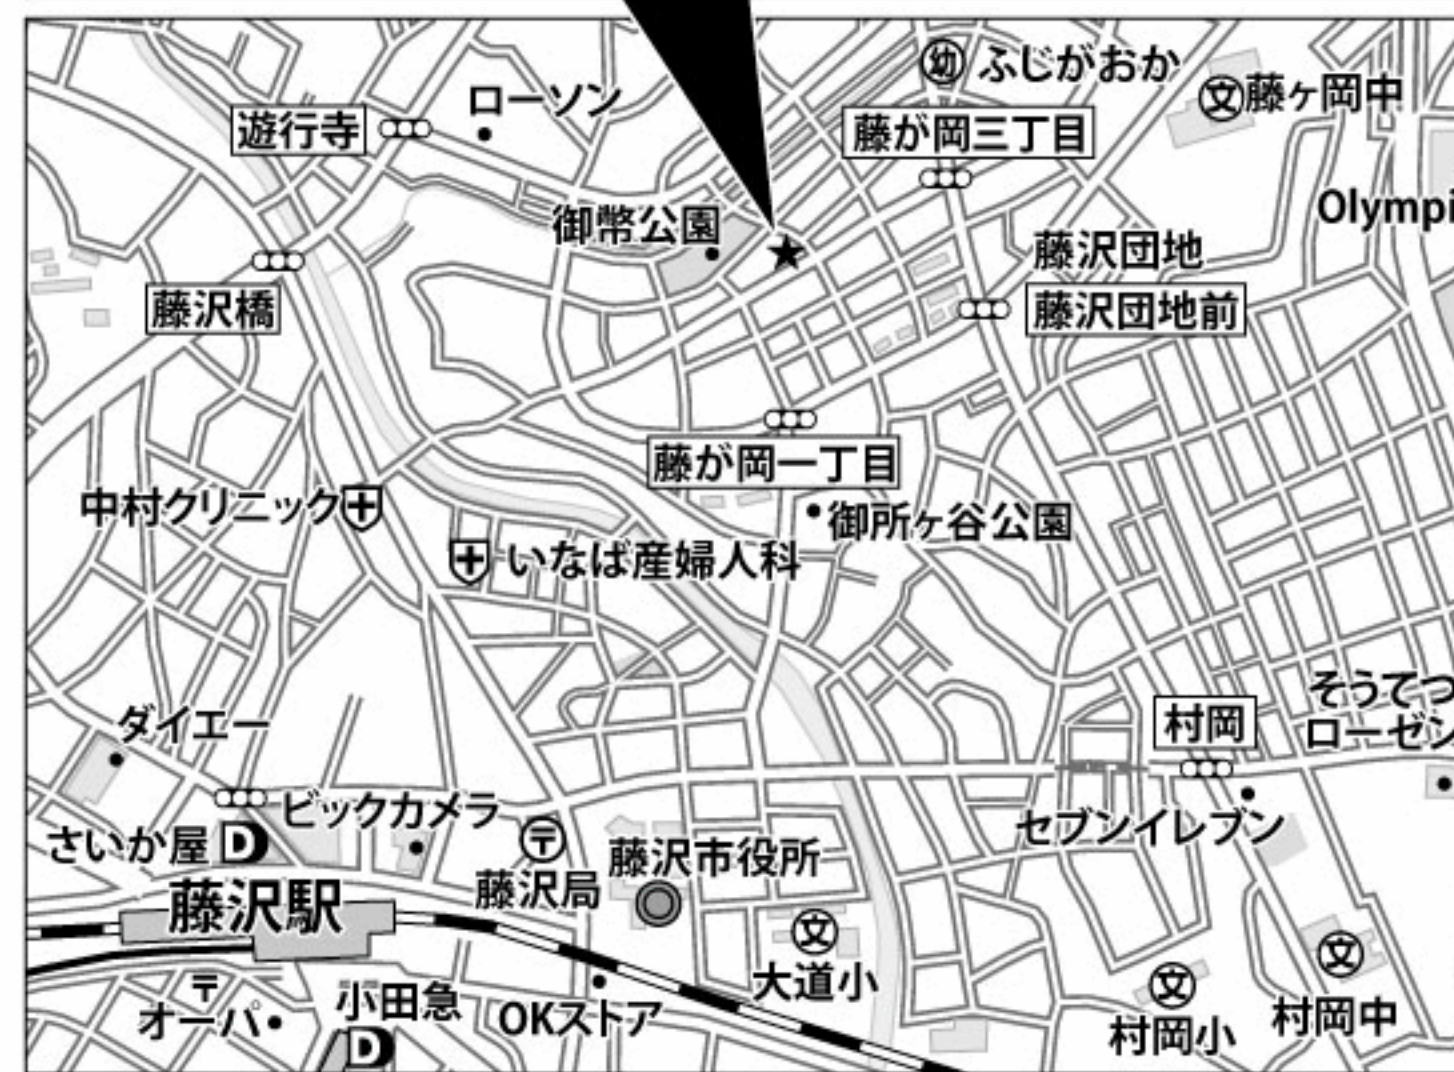 幼 ふじがおか
ローソン
文 藤ヶ岡中
遊行寺
藤が岡三丁目
Olympi
御幣公園
藤沢団地
藤沢橋
藤沢団地前
藤が岡一丁目
中村クリニック
御所ヶ谷公園
いなば産婦人科
そうてつ
ローゼン
村岡
ダイエー
ビックカメラ
セブンイレブン
さいか屋 D
〒
藤沢局
藤沢市役所
藤沢駅
文
大道小
文
村岡小
文
村岡中
〒
オーパ
小田急
D
OKストア